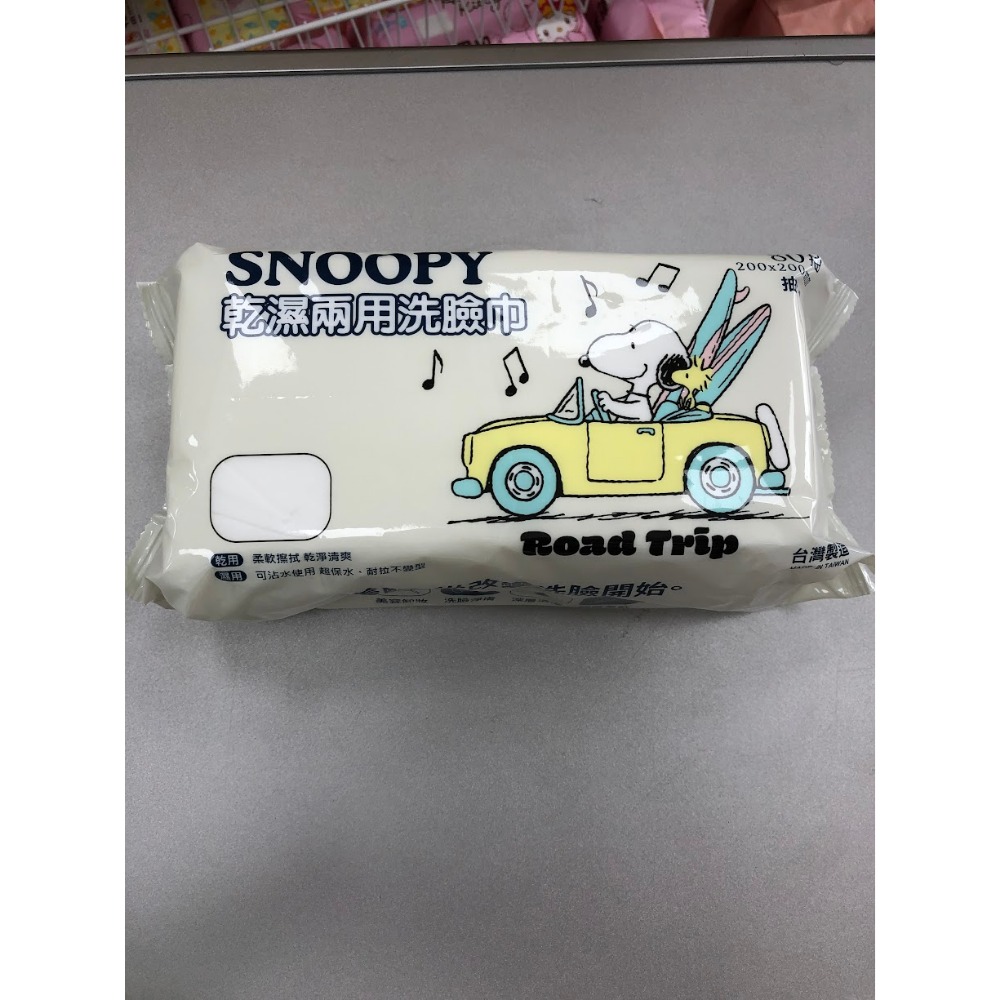 SNOOPY
乾濕兩用洗臉巾
200x200
抽
Road Trip
乾用 柔軟擦拭 乾淨清爽
濕用 可沾水使用 超保水・耐拉不變型
台灣製造
MADE IN TAIWAN
洗臉開始。